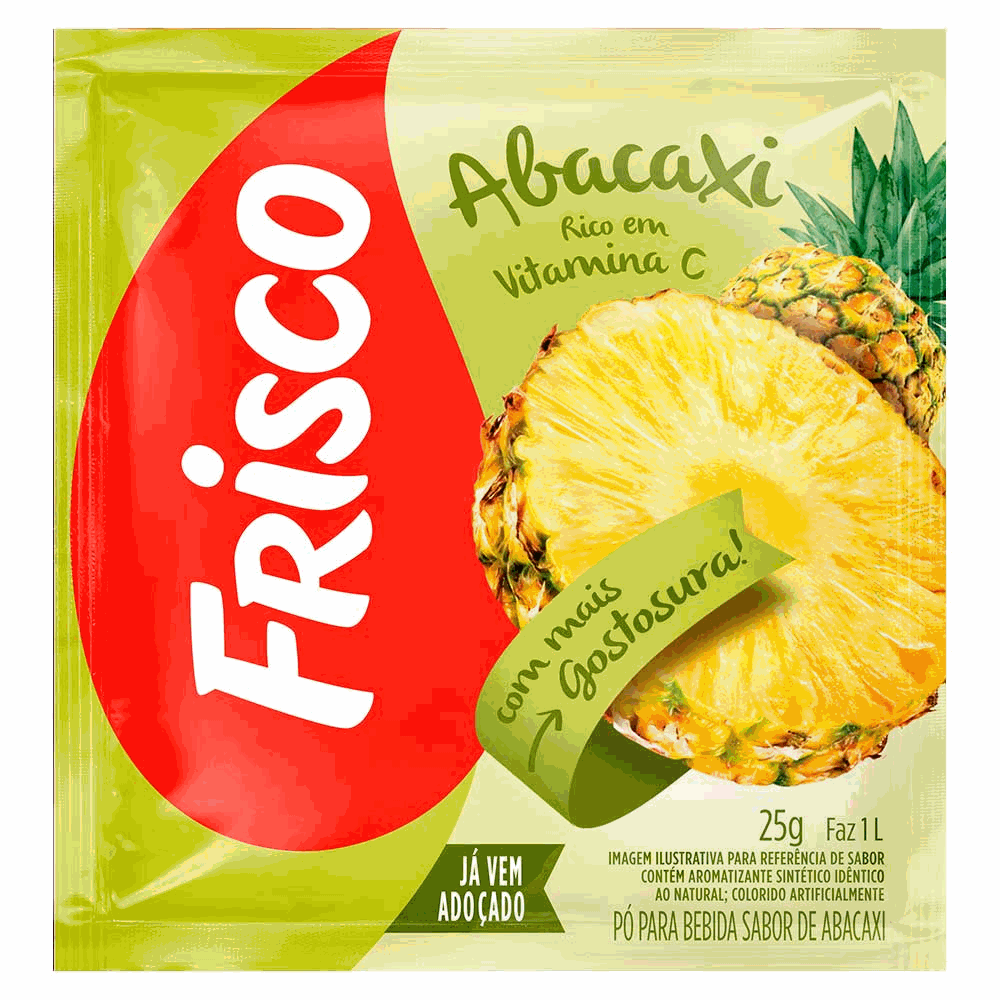 FRISCO
Abacaxi
Rico em
Vitamina C
com mais
gostosura!
25g Faz 1 L
IMAGEM ILUSTRATIVA PARA REFERÊNCIA DE SABOR
CONTÉM AROMATIZANTE SINTÉTICO IDÊNTICO
AO NATURAL; COLORIDO ARTIFICIALMENTE
PÓ PARA BEBIDA SABOR DE ABACAXI
JÁ VEM
ADOÇADO